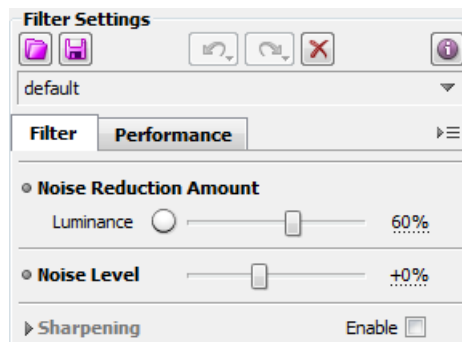 Filter Settings
default
Filter Performance
Noise Reduction Amount
Luminance 60%
Noise Level +0%
Sharpening Enable